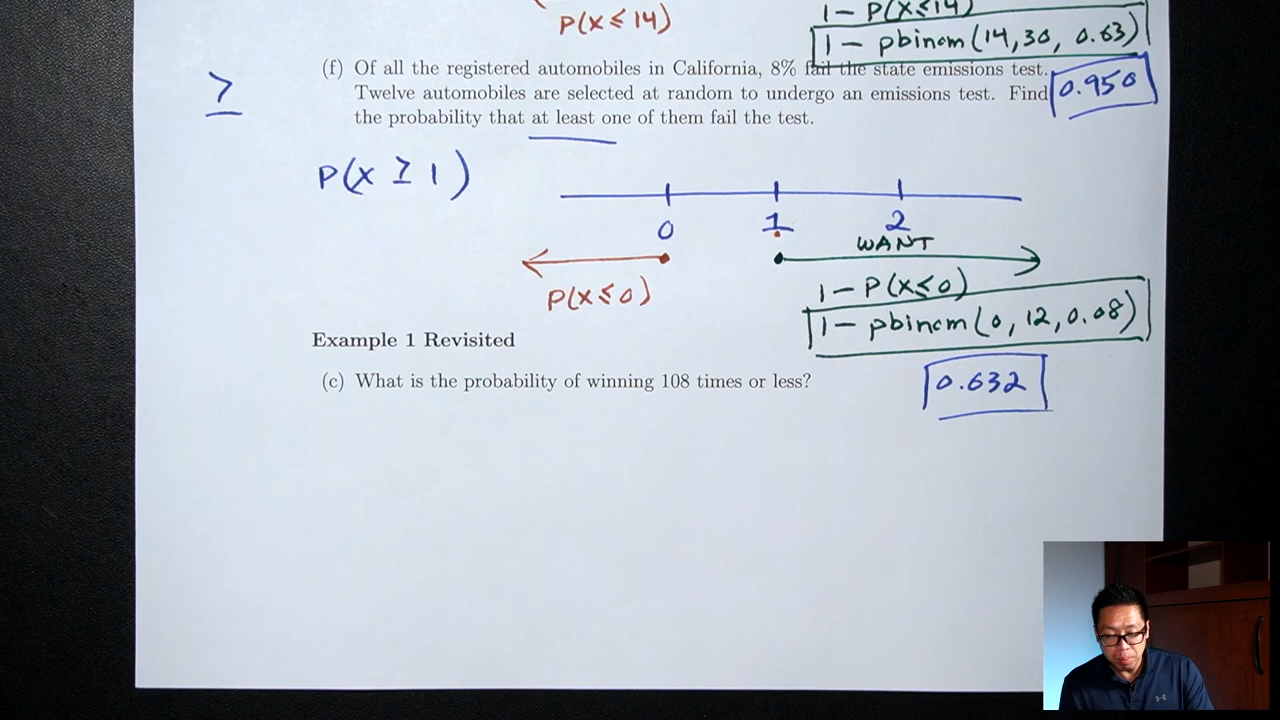 P(X ≤ 14)
1 - P(X ≤ 14)
1 - pbinom(14, 30, 0.63)
0.950
≥
(f) Of all the registered automobiles in California, 8% fail the state emissions test.
Twelve automobiles are selected at random to undergo an emissions test. Find
the probability that at least one of them fail the test.
P(X ≥ 1)
0 1 2
WANT
P(X ≤ 0)
1 - P(X ≤ 0)
1 - pbinom(0, 12, 0.08)
Example 1 Revisited
(c) What is the probability of winning 108 times or less?
0.632